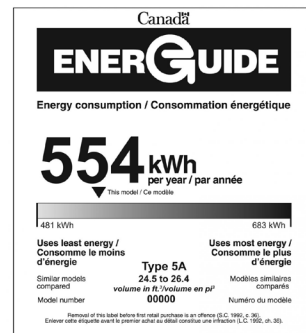 Canada
ENERGUIDE
Energy consumption / Consommation énergétique
554 kWh
per year / par année
This model / Ce modèle
481 kWh 683 kWh
Uses least energy / Consomme le moins d'énergie
Uses most energy / Consomme le plus d'énergie
Type 5A
Similar models compared
24.5 to 26.4
volume in ft.³/volume en pi³
Modèles similaires comparés
Model number
00000
Numéro du modèle
Removal of this label before first retail purchase is an offence (S.C. 1992, c. 36).
Enlever cette étiquette avant le premier achat au détail constitue une infraction (L.C. 1992, ch. 36).